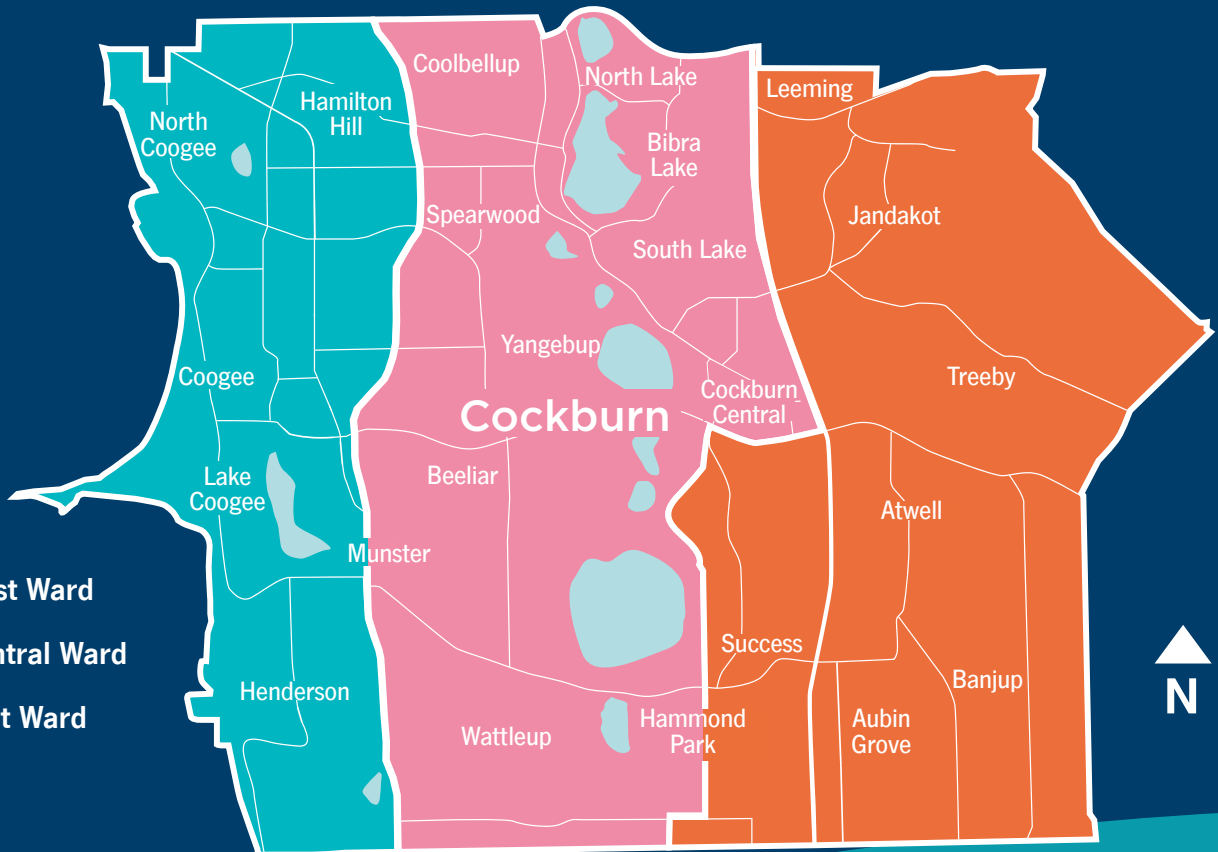 Coolbellup
North Lake
Leeming
Hamilton
Hill
North
Coogee
Bibra
Lake
Spearwood
Jandakot
South Lake
Yangebup
Coogee
Treeby
Cockburn
Central
Cockburn
Beeliar
Lake
Coogee
Atwell
Munster
st Ward
ntral Ward
t Ward
Success
Banjup
Henderson
N
Wattleup
Hammond
Park
Aubin
Grove